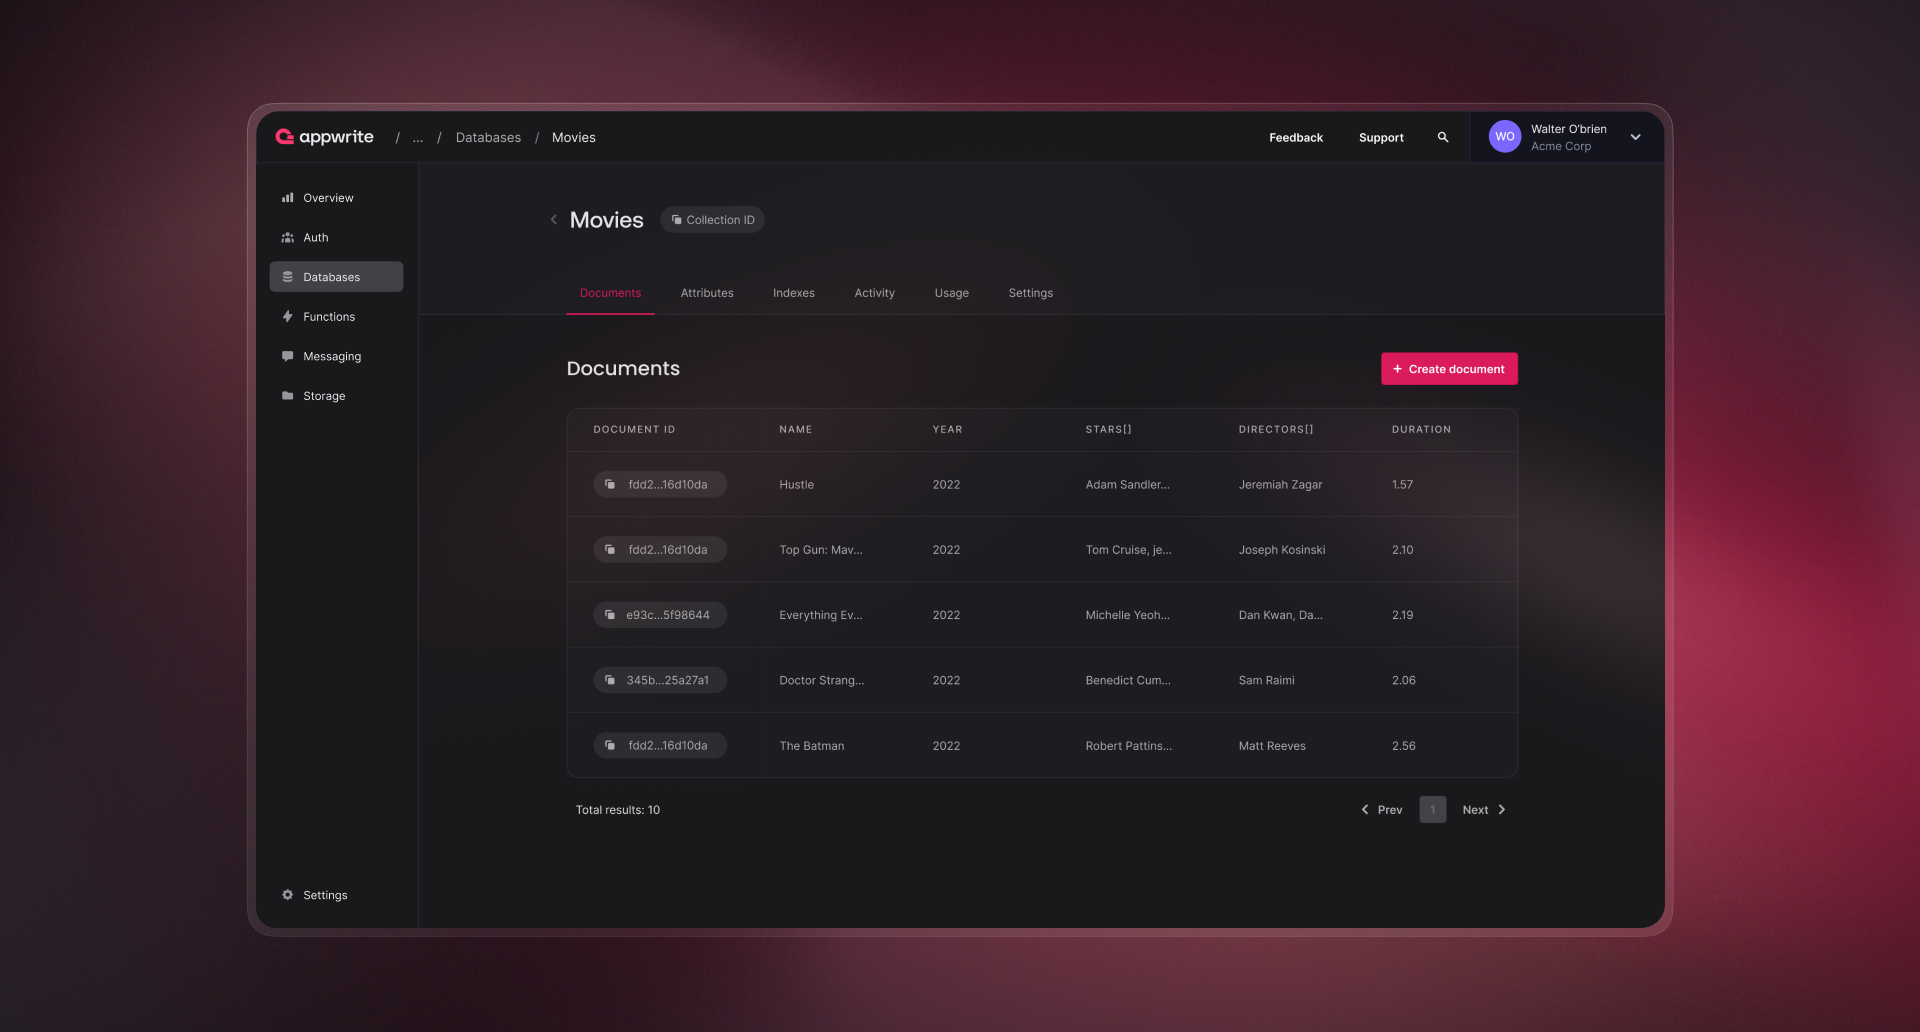 appwrite / ... / Databases / Movies Feedback Support WO Walter O'brien
Acme Corp
Overview
Auth
Databases
Functions
Messaging
Storage
Settings
Movies Collection ID
Documents Attributes Indexes Activity Usage Settings
Documents + Create document
DOCUMENT ID NAME YEAR STARS[] DIRECTORS[] DURATION
fdd2...16d10da Hustle 2022 Adam Sandler... Jeremiah Zagar 1.57
fdd2...16d10da Top Gun: Mav... 2022 Tom Cruise, je... Joseph Kosinski 2.10
e93c...5f98644 Everything Ev... 2022 Michelle Yeoh... Dan Kwan, Da... 2.19
345b...25a27a1 Doctor Strang... 2022 Benedict Cum... Sam Raimi 2.06
fdd2...16d10da The Batman 2022 Robert Pattins... Matt Reeves 2.56
Total results: 10 Prev 1 Next